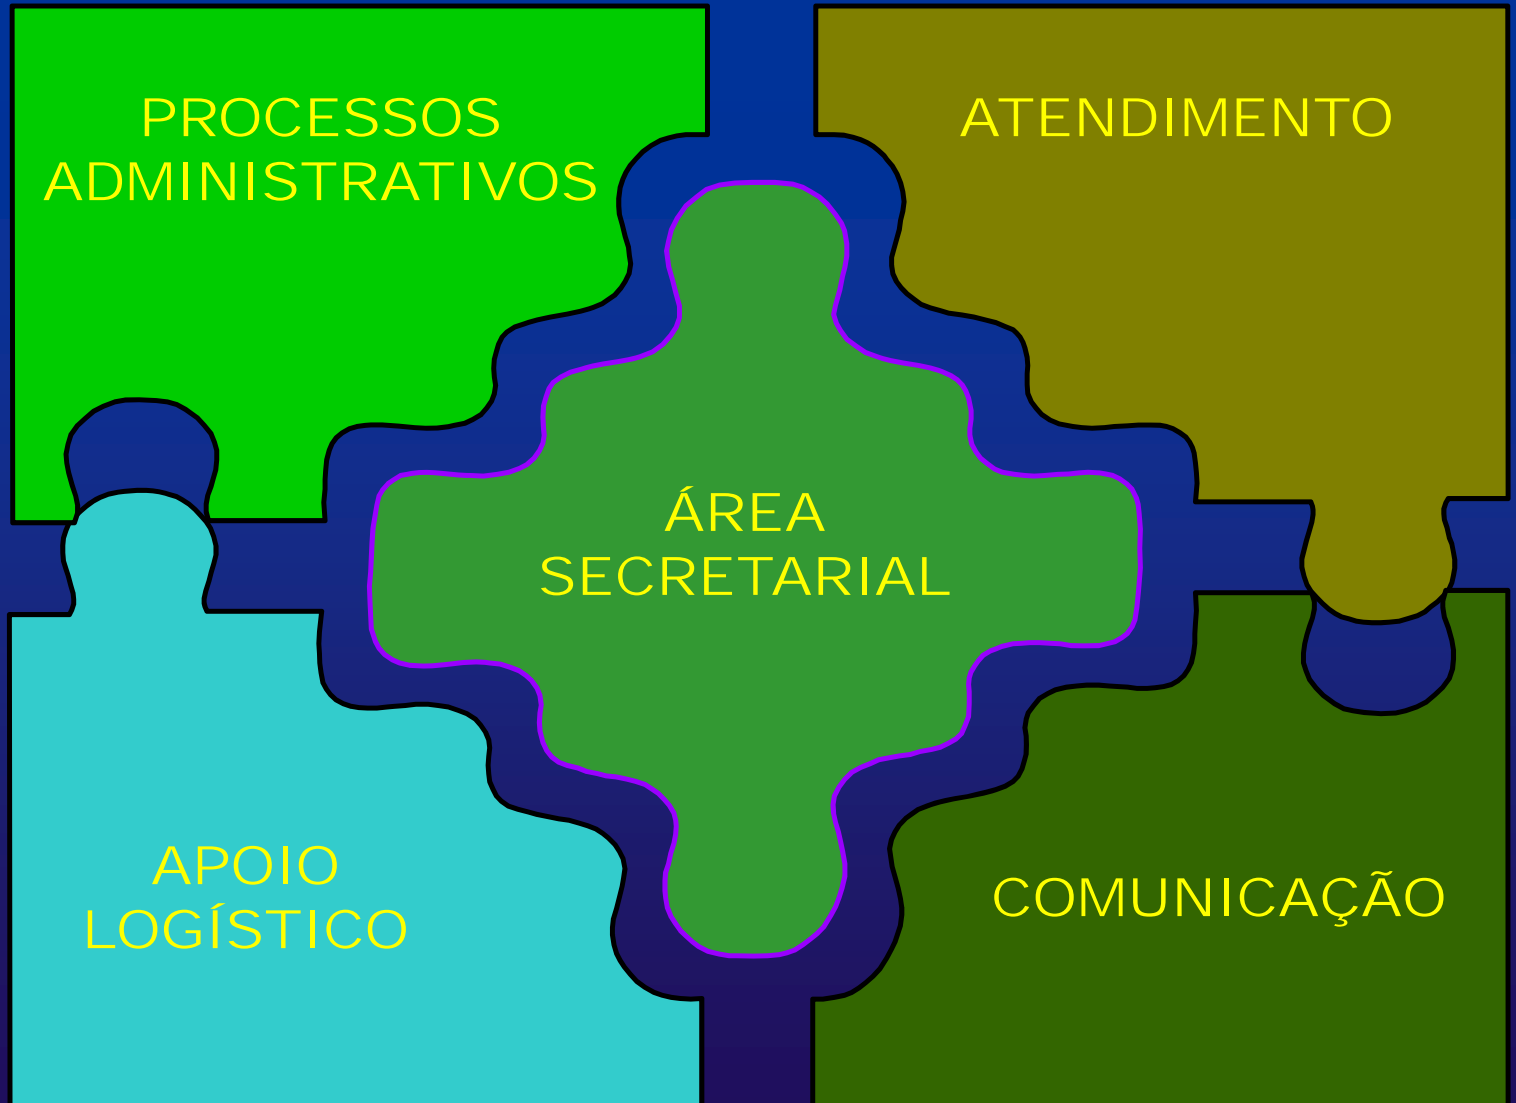 PROCESSOS
ADMINISTRATIVOS
ATENDIMENTO
ÁREA
SECRETARIAL
APOIO
LOGÍSTICO
COMUNICAÇÃO